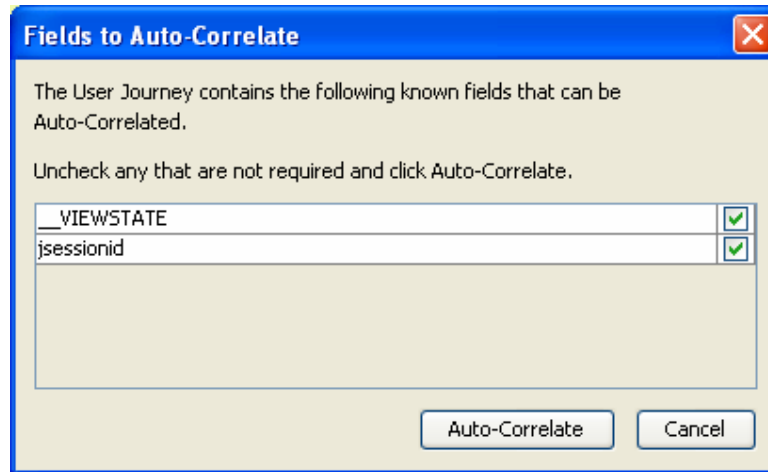 Fields to Auto-Correlate
The User Journey contains the following known fields that can be
Auto-Correlated.
Uncheck any that are not required and click Auto-Correlate.
__VIEWSTATE
jsessionid
Auto-Correlate
Cancel